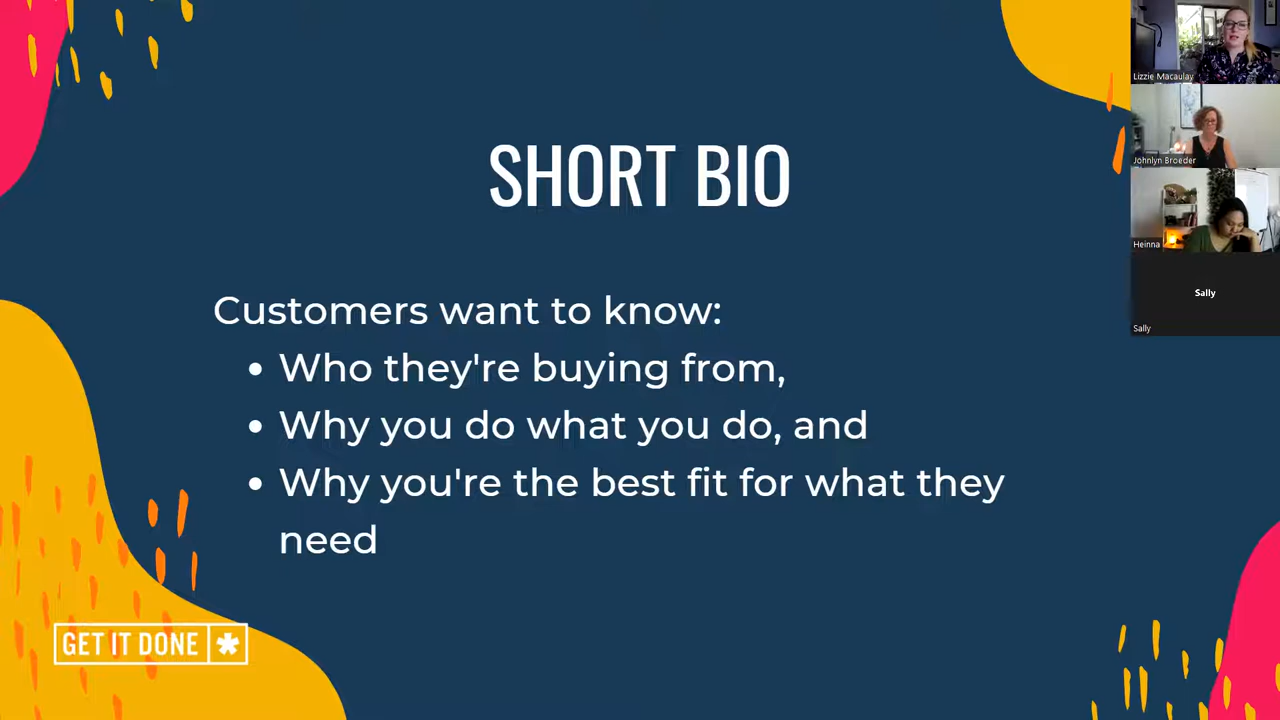 SHORT BIO
Customers want to know:
• Who they're buying from,
• Why you do what you do, and
• Why you're the best fit for what they
need
GET IT DONE *
Lizzie Macaulay
Johnlyn Broeder
Heinna
Sally
Sally